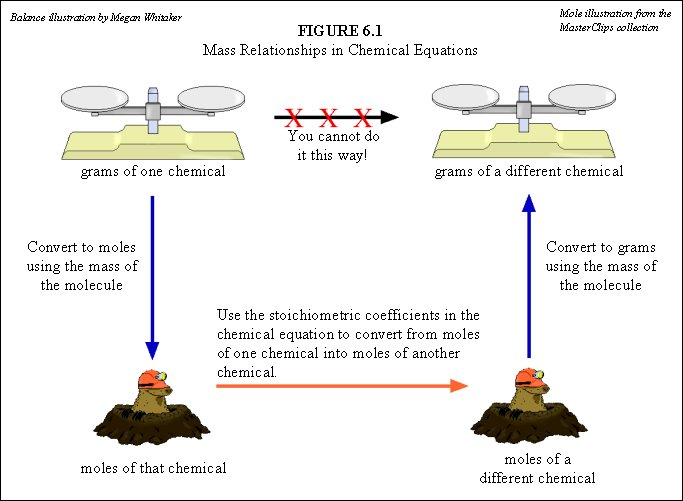 Balance illustration by Megan Whitaker
Mole illustration from the
MasterClips collection
FIGURE 6.1
Mass Relationships in Chemical Equations
X X X
You cannot do
it this way!
grams of one chemical
grams of a different chemical
Convert to moles
using the mass of
the molecule
Convert to grams
using the mass of
the molecule
Use the stoichiometric coefficients in the
chemical equation to convert from moles
of one chemical into moles of another
chemical.
moles of that chemical
moles of a
different chemical